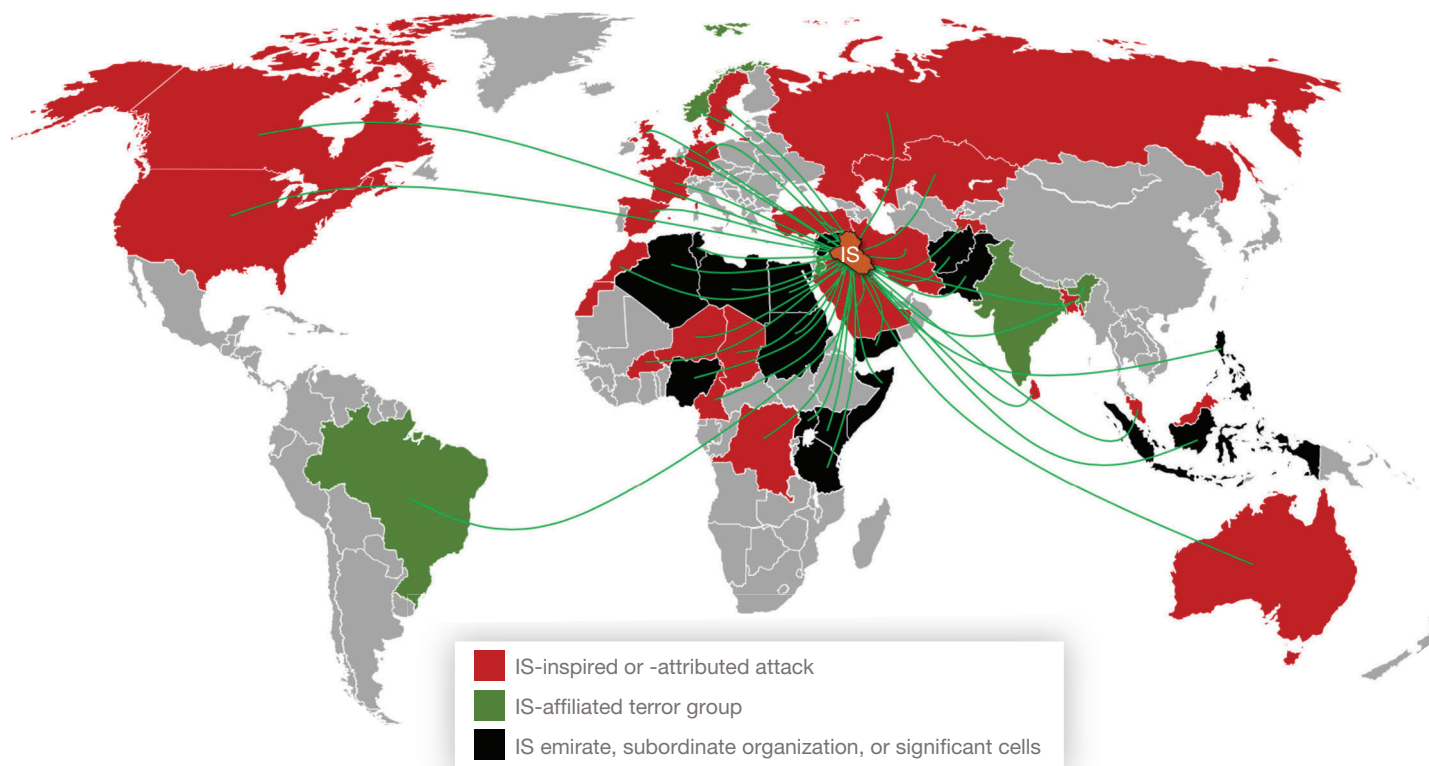 IS
IS-inspired or -attributed attack
IS-affiliated terror group
IS emirate, subordinate organization, or significant cells